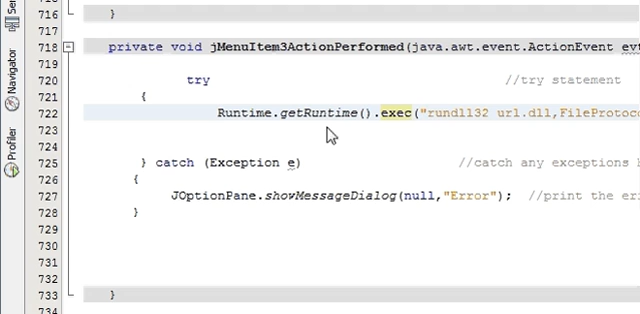 716 }
717
718 private void jMenuItem3ActionPerformed(java.awt.event.ActionEvent evt
719
720 try //try statement
721 {
722 Runtime.getRuntime().exec("rundll32 url.dll,FileProtoco
723
725 } catch (Exception e) //catch any exceptions h
726 {
727 JOptionPane.showMessageDialog(null,"Error"); //print the er
728 }
729
730
731
732
733 }
734
Navigator
Profiler